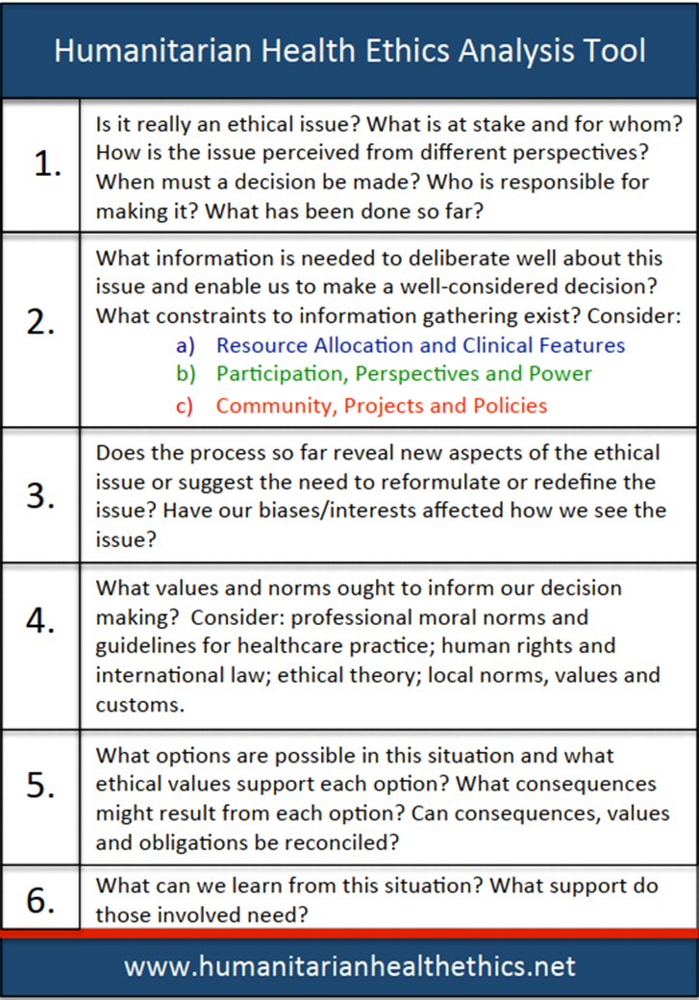 Humanitarian Health Ethics Analysis Tool
1.
Is it really an ethical issue? What is at stake and for whom?
How is the issue perceived from different perspectives?
When must a decision be made? Who is responsible for
making it? What has been done so far?
2.
What information is needed to deliberate well about this
issue and enable us to make a well-considered decision?
What constraints to information gathering exist? Consider:
a) Resource Allocation and Clinical Features
b) Participation, Perspectives and Power
c) Community, Projects and Policies
3.
Does the process so far reveal new aspects of the ethical
issue or suggest the need to reformulate or redefine the
issue? Have our biases/interests affected how we see the
issue?
4.
What values and norms ought to inform our decision
making? Consider: professional moral norms and
guidelines for healthcare practice; human rights and
international law; ethical theory; local norms, values and
customs.
5.
What options are possible in this situation and what
ethical values support each option? What consequences
might result from each option? Can consequences, values
and obligations be reconciled?
6.
What can we learn from this situation? What support do
those involved need?
www.humanitarianhealthethics.net